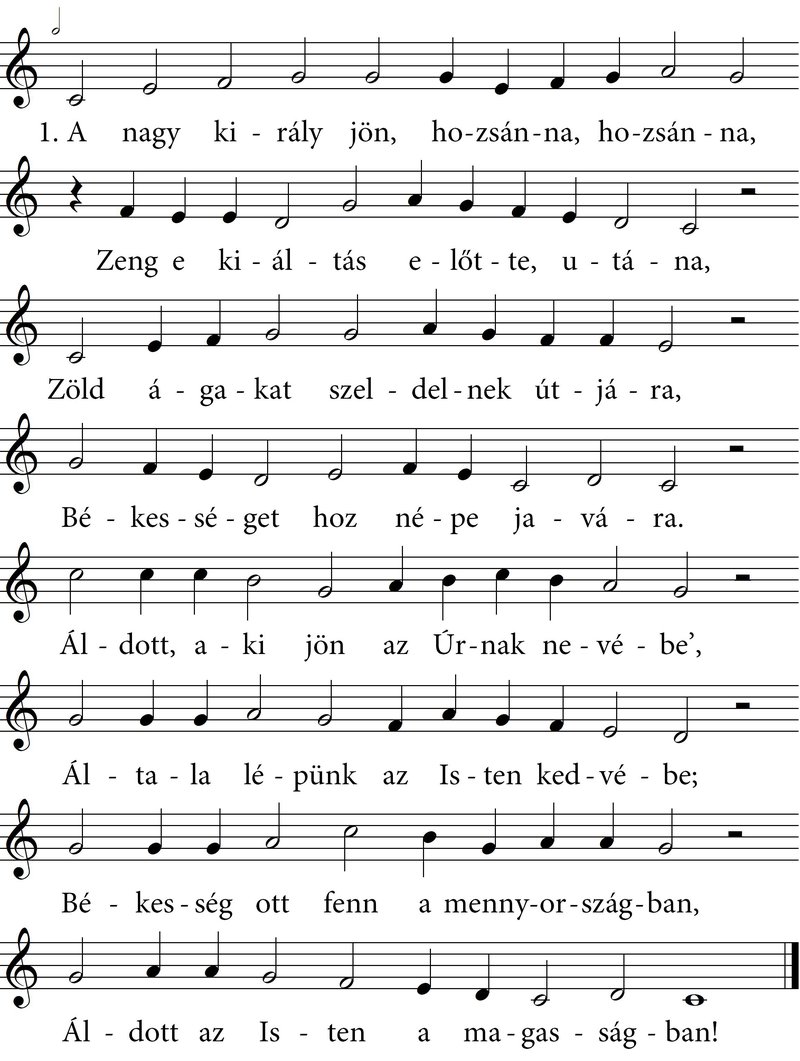 1. A nagy ki - rály jön, ho-zsán-na, ho-zsán - na,
Zeng e ki - ál - tás e - lőt - te, u - tá - na,
Zöld á - ga - kat szel - del - nek út - já - ra,
Bé - kes - sé - get hoz né - pe ja - vá - ra.
Ál - dott, a - ki jön az Úr-nak ne - vé - be’,
Ál - ta - la lé - pünk az Is - ten ked - vé - be;
Bé - kes - ség ott fenn a menny-or-szág-ban,
Ál - dott az Is - ten a ma - gas - ság - ban!